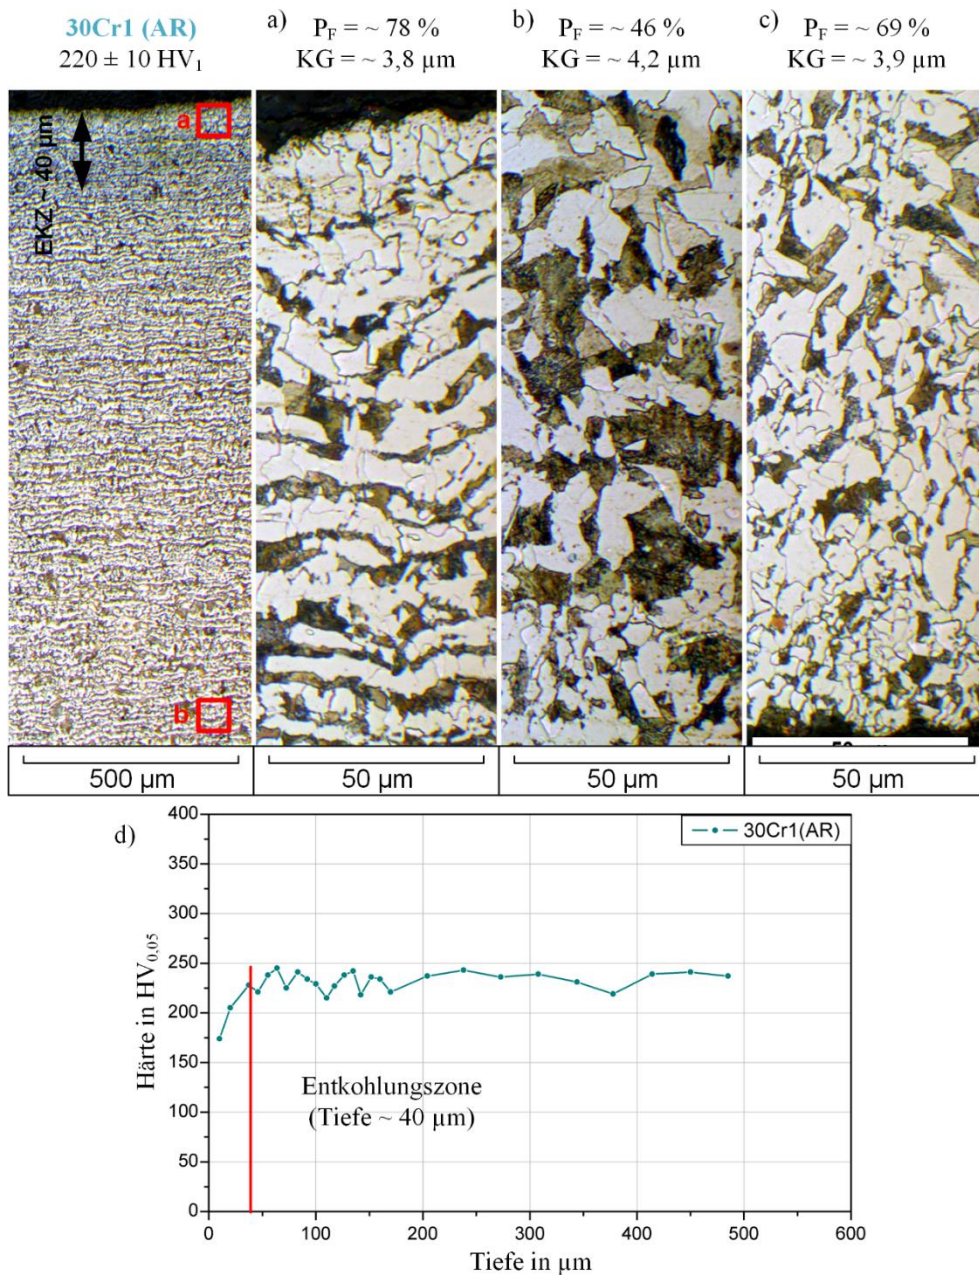 30Cr1 (AR)
220 ± 10 HV₁
a)
P_F = ~ 78 %
KG = ~ 3,8 µm
b)
P_F = ~ 46 %
KG = ~ 4,2 µm
c)
P_F = ~ 69 %
KG = ~ 3,9 µm
a
EKZ ~ 40 µm
b
500 µm
50 µm
50 µm
50 µm
d)
400
350
300
250
200
150
100
50
0
Härte in HV₀,₀₅
30Cr1(AR)
Entkohlungszone
(Tiefe ~ 40 µm)
0
100
200
300
400
500
600
Tiefe in µm